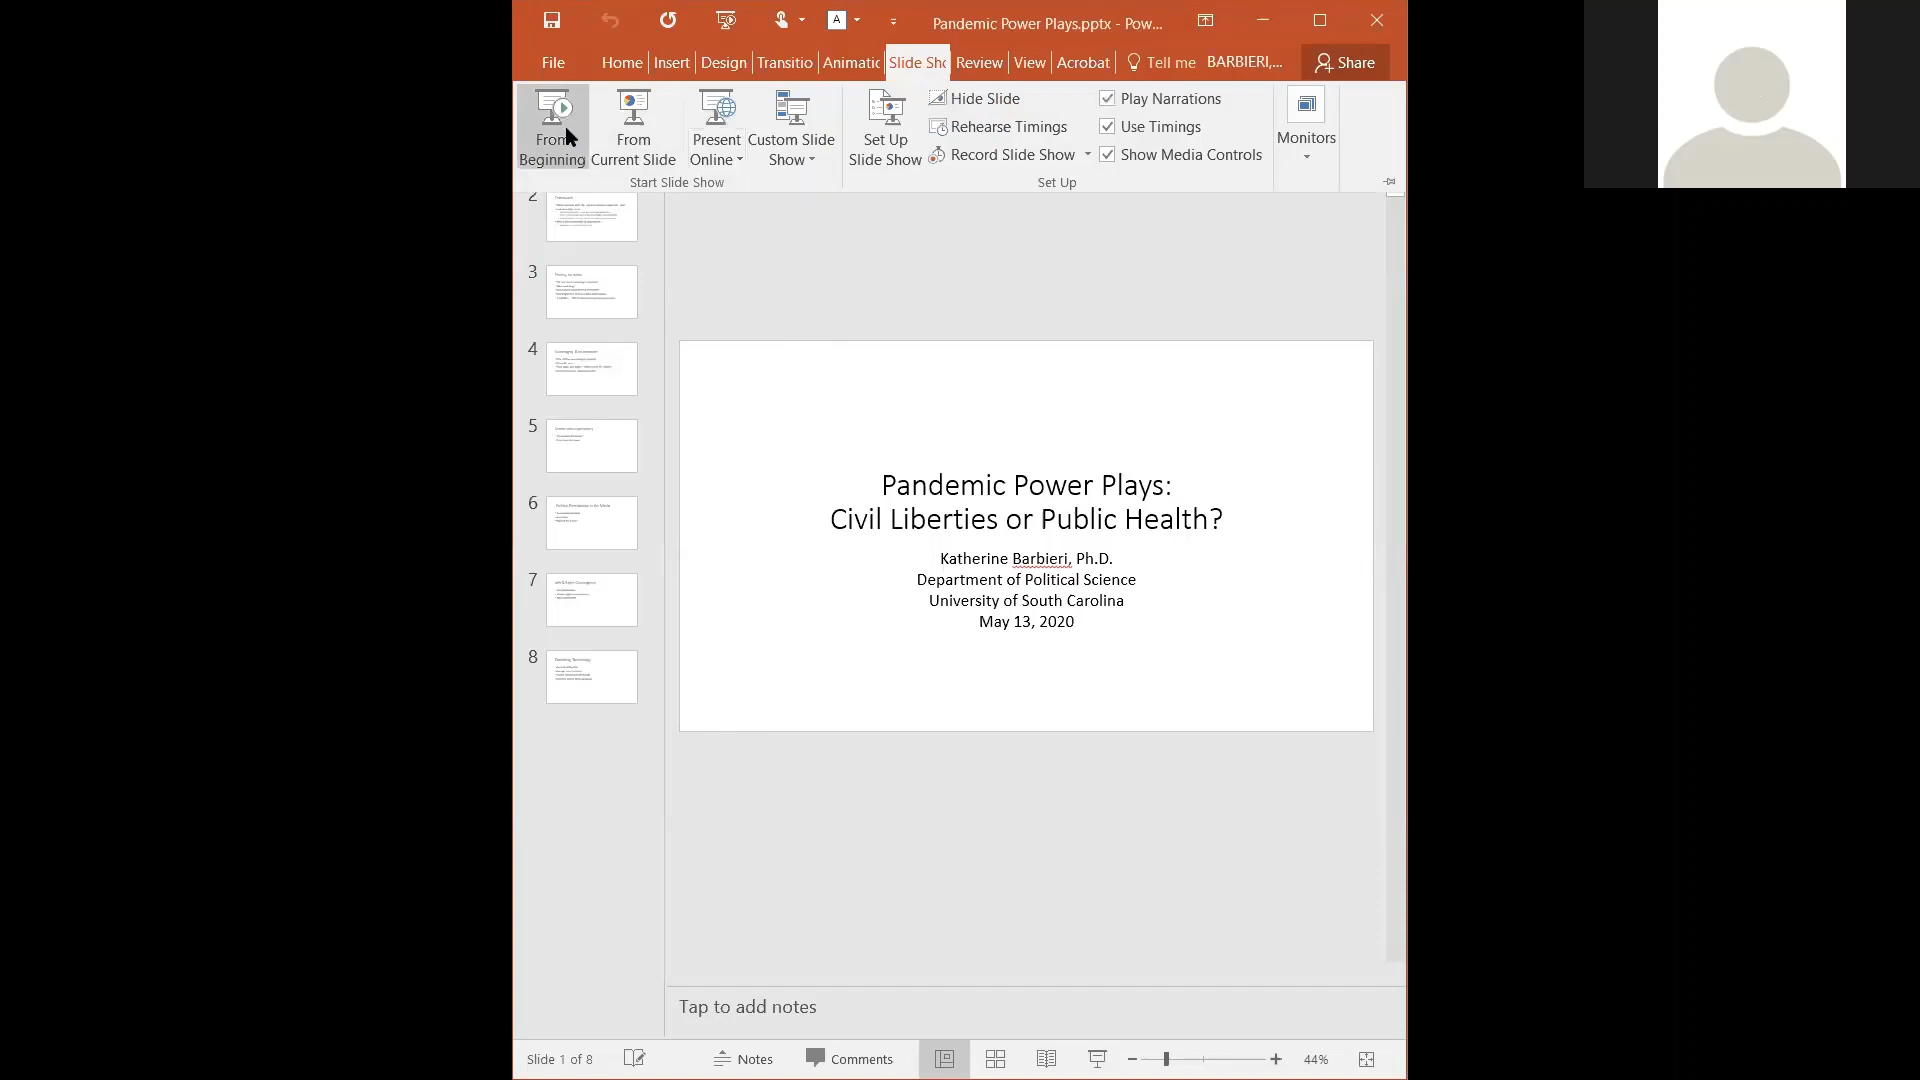 A
Pandemic Power Plays.pptx - Pow...
File Home Insert Design Transitio Animatic Slide Sho Review View Acrobat Tell me BARBIERI,... Share
From Beginning
From Current Slide
Present Online
Custom Slide Show
Start Slide Show
Set Up Slide Show
Hide Slide
Rehearse Timings
Record Slide Show
Play Narrations
Use Timings
Show Media Controls
Set Up
Monitors
2
3
4
5
6
7
8
Pandemic Power Plays:
Civil Liberties or Public Health?
Katherine Barbieri, Ph.D.
Department of Political Science
University of South Carolina
May 13, 2020
Tap to add notes
Slide 1 of 8 Notes Comments 44%